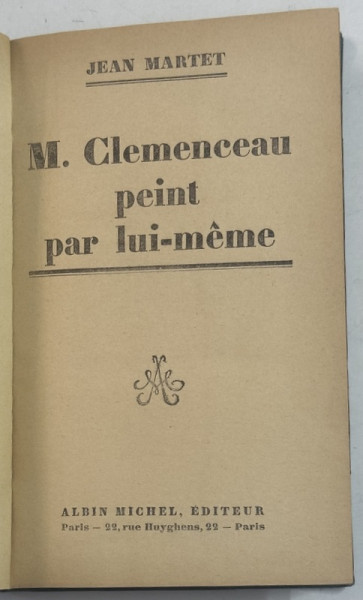 JEAN MARTET
M. Clemenceau
peint
par lui-même
ALBIN MICHEL, ÉDITEUR
Paris — 22, rue Huyghens, 22 — Paris